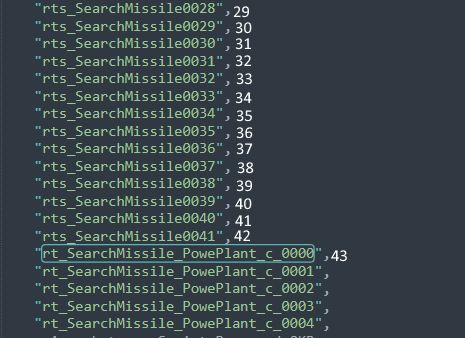 "rts_SearchMissile0028",29
"rts_SearchMissile0029",30
"rts_SearchMissile0030",31
"rts_SearchMissile0031",32
"rts_SearchMissile0032",33
"rts_SearchMissile0033",34
"rts_SearchMissile0034",35
"rts_SearchMissile0035",36
"rts_SearchMissile0036",37
"rts_SearchMissile0037",38
"rts_SearchMissile0038",39
"rts_SearchMissile0039",40
"rts_SearchMissile0040",41
"rts_SearchMissile0041",42
"rt_SearchMissile_PowePlant_c_0000",43
"rt_SearchMissile_PowePlant_c_0001",
"rt_SearchMissile_PowePlant_c_0002",
"rt_SearchMissile_PowePlant_c_0003",
"rt_SearchMissile_PowePlant_c_0004",